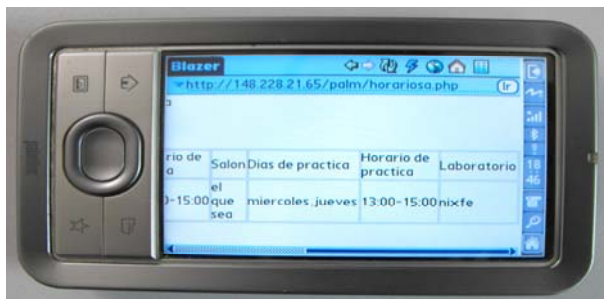 Blazer
http://148.228.21.65/palm/horariosa.php
Ir
a
rio de
a
Salon
Dias de practica
Horario de
practica
Laboratorio
0-15:00
el
que
sea
miercoles,jueves
13:00-15:00
nixfe
18
46